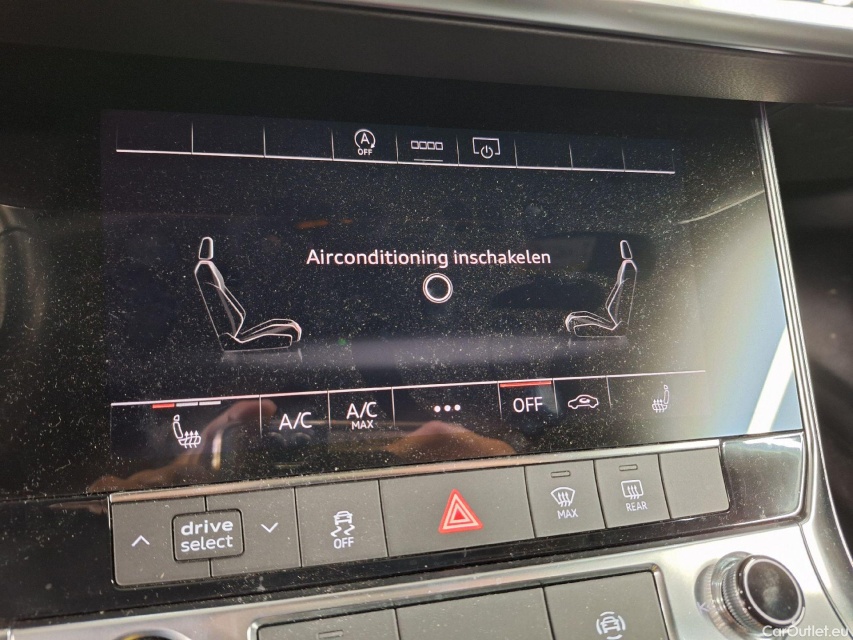 A
OFF
Airconditioning inschakelen
A/C
A/C
MAX
OFF
drive
select
OFF
MAX
REAR
CarOutlet.eu